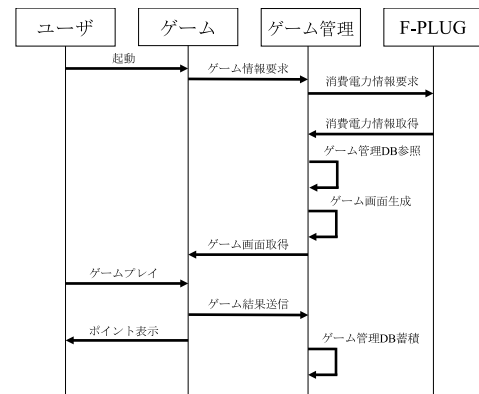 ユーザ
ゲーム
ゲーム管理
F-PLUG
起動
ゲーム情報要求
消費電力情報要求
消費電力情報取得
ゲーム管理DB参照
ゲーム画面生成
ゲーム画面取得
ゲームプレイ
ゲーム結果送信
ポイント表示
ゲーム管理DB蓄積